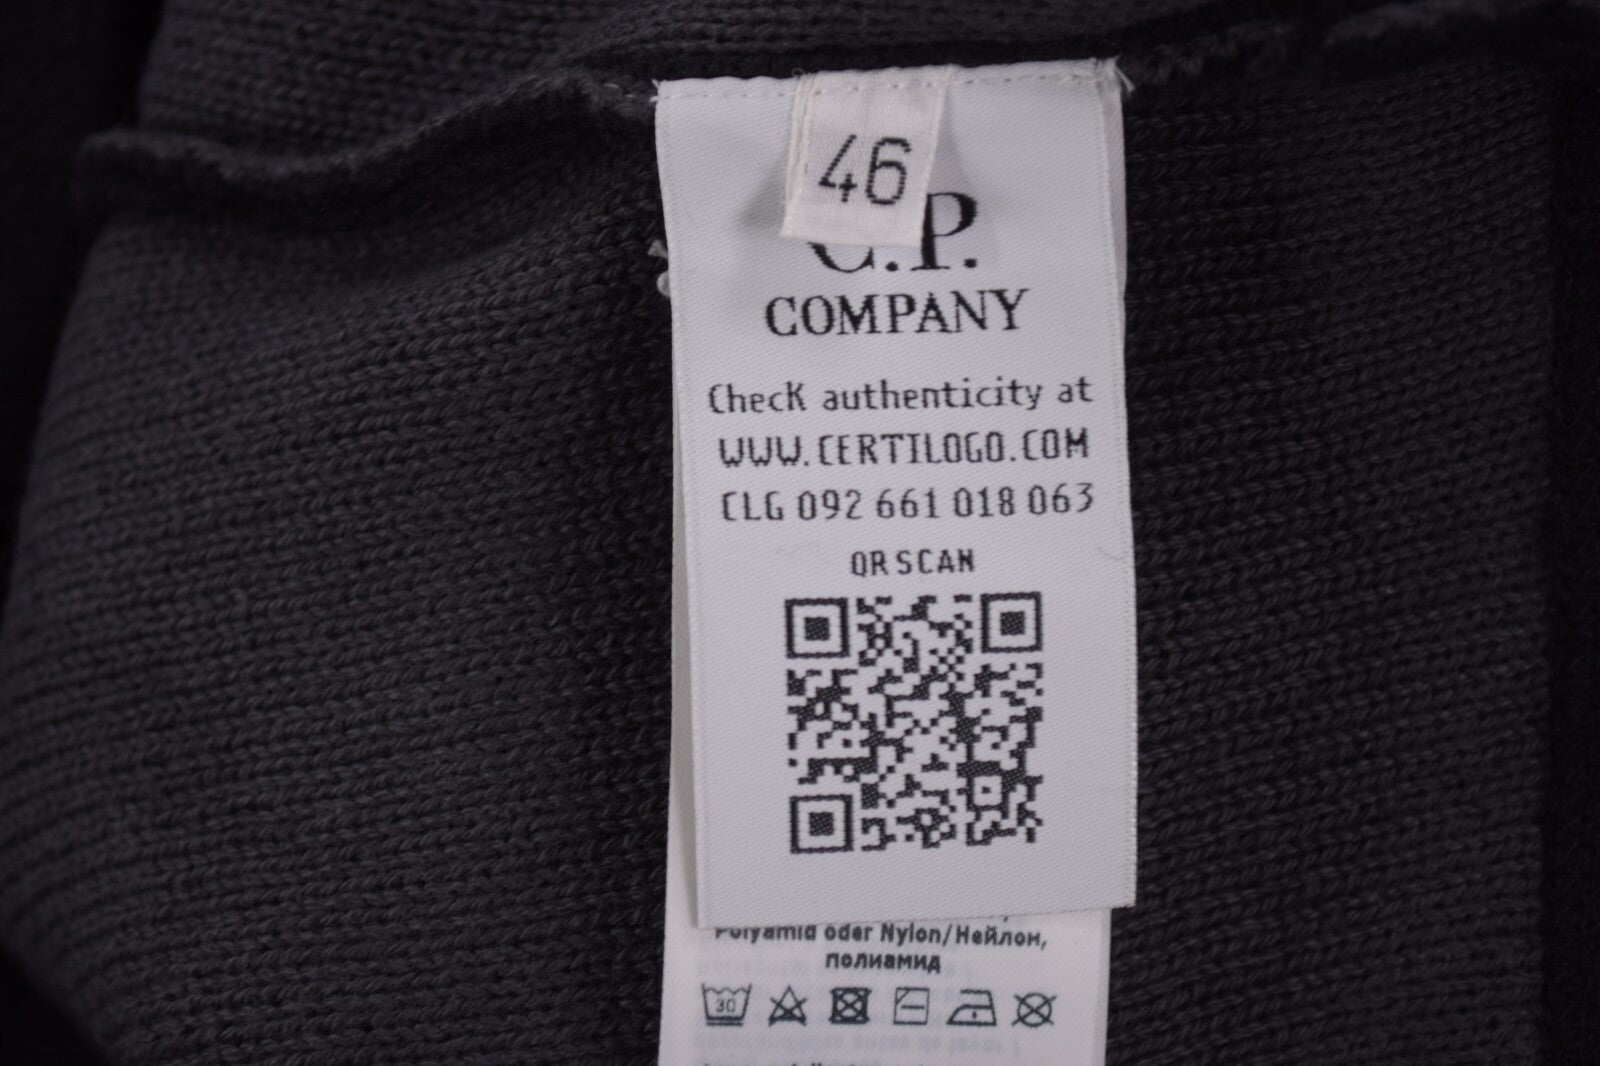 46
C.P.
COMPANY
Check authenticity at
WWW.CERTILOGO.COM
CLG 092 661 018 063
QR SCAN
Polyamid oder Nylon/Нейлон,
полиамид
30